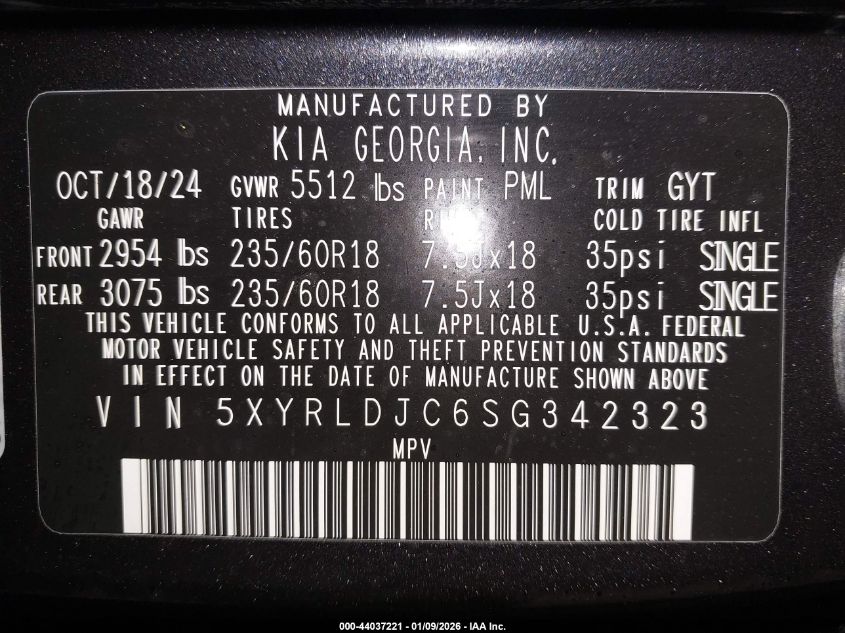 MANUFACTURED BY
KIA GEORGIA, INC.
OCT/18/24 GVWR 5512 lbs PAINT PML TRIM GYT
GAWR TIRES COLD TIRE INFL
FRONT 2954 lbs 235/60R18 7.5Jx18 35psi SINGLE
REAR 3075 lbs 235/60R18 7.5Jx18 35psi SINGLE
THIS VEHICLE CONFORMS TO ALL APPLICABLE U.S.A. FEDERAL
MOTOR VEHICLE SAFETY AND THEFT PREVENTION STANDARDS
IN EFFECT ON THE DATE OF MANUFACTURE SHOWN ABOVE
VIN 5XYRLDJC6SG342323
MPV
000-44037221 - 01/09/2026 - IAA Inc.